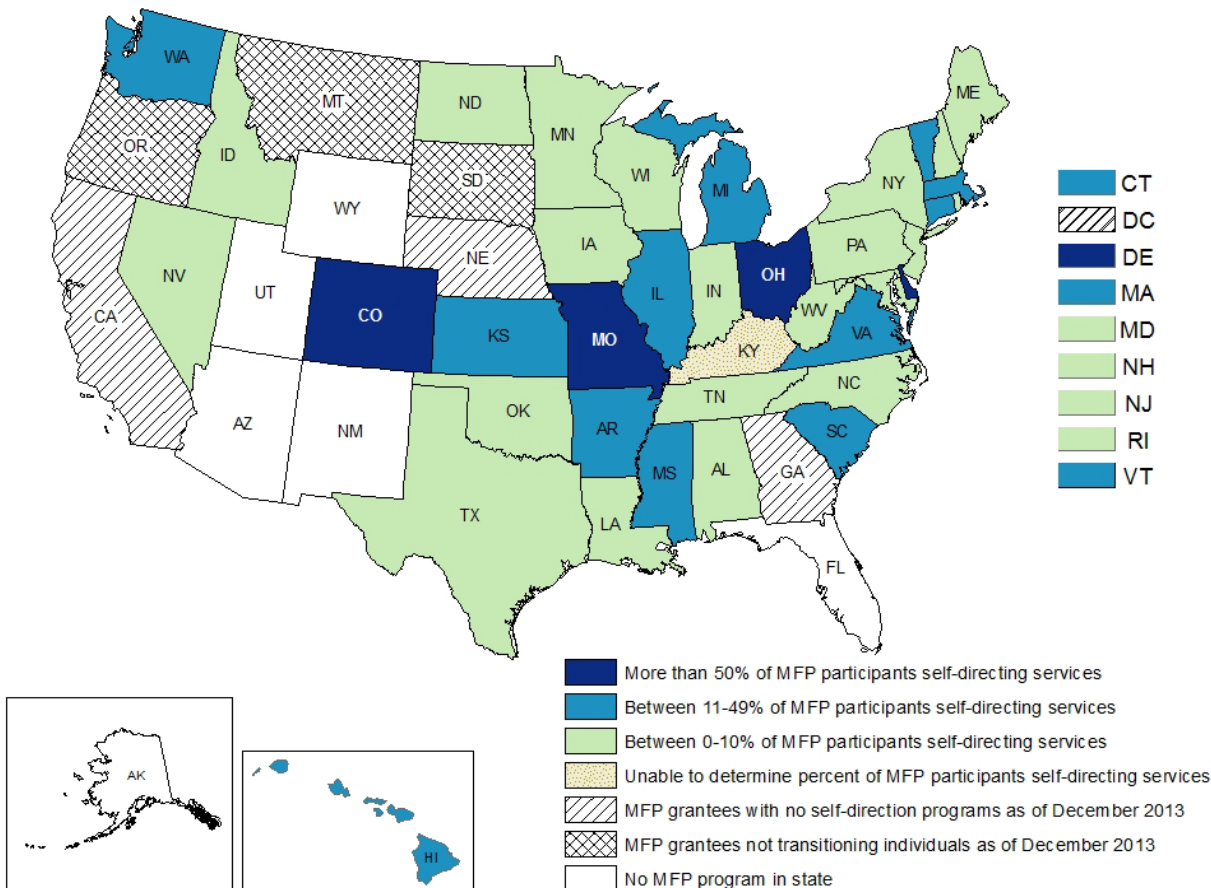 WA
MT
ND
MN
ME
OR
ID
SD
WI
MI
NY
WY
CT
DC
DE
MA
MD
NH
NJ
RI
VT
NE
IA
PA
NV
UT
CA
CO
KS
MO
IL
IN
OH
WV
VA
KY
AZ
NM
OK
AR
TN
NC
SC
MS
AL
GA
TX
LA
FL
More than 50% of MFP participants self-directing services
Between 11-49% of MFP participants self-directing services
Between 0-10% of MFP participants self-directing services
Unable to determine percent of MFP participants self-directing services
MFP grantees with no self-direction programs as of December 2013
MFP grantees not transitioning individuals as of December 2013
No MFP program in state
AK
HI